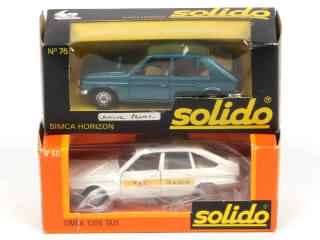 solido
N° 76
SIMCA HORIZON
solido
solido
N° 60
TAXI RADIO
SIMCA 1308 TAXI
solido